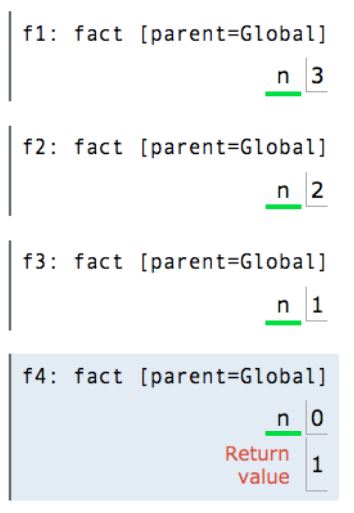 f1: fact [parent=Global]
n 3
f2: fact [parent=Global]
n 2
f3: fact [parent=Global]
n 1
f4: fact [parent=Global]
n 0
Return
value 1